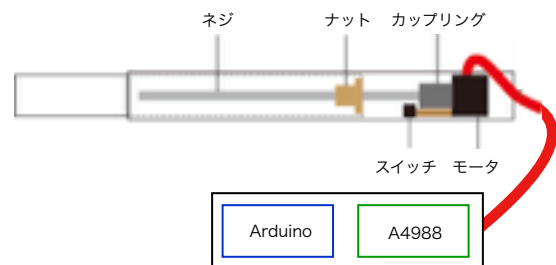 ネジ
ナット
カップリング
スイッチ
モータ
Arduino
A4988